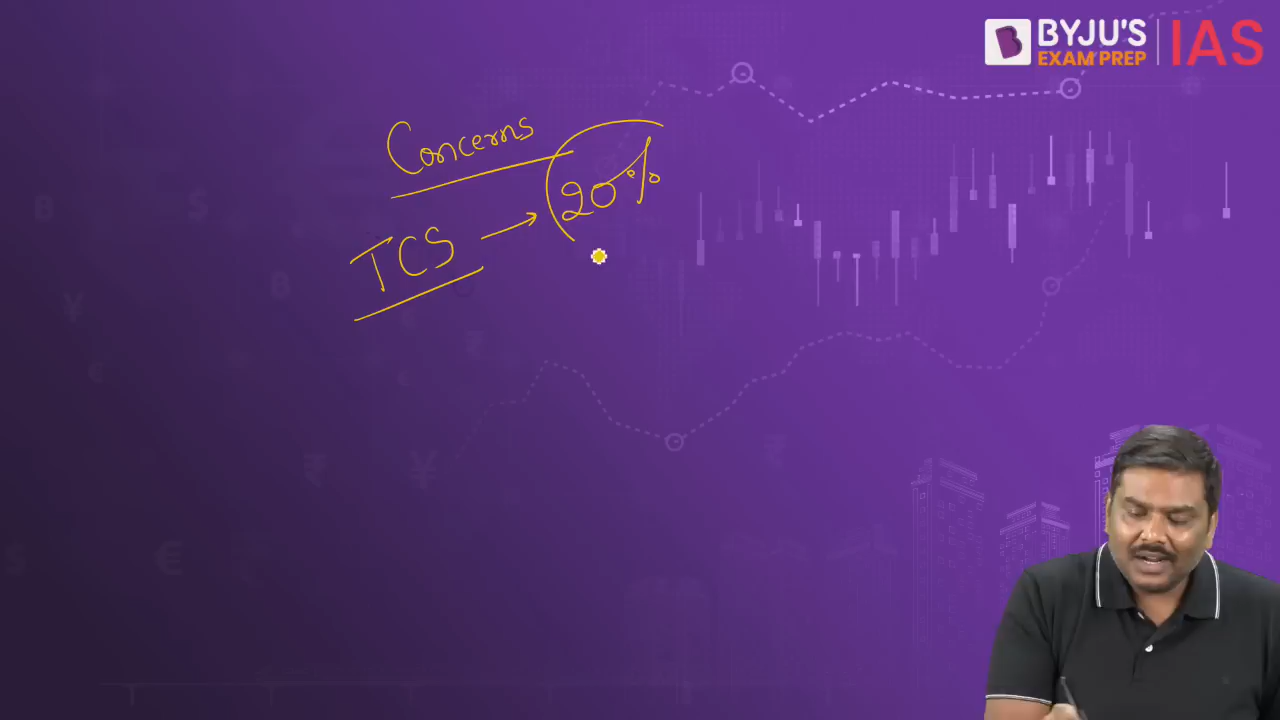 BYJU'S IAS
EXAM PREP
Concerns
TCS → 20%